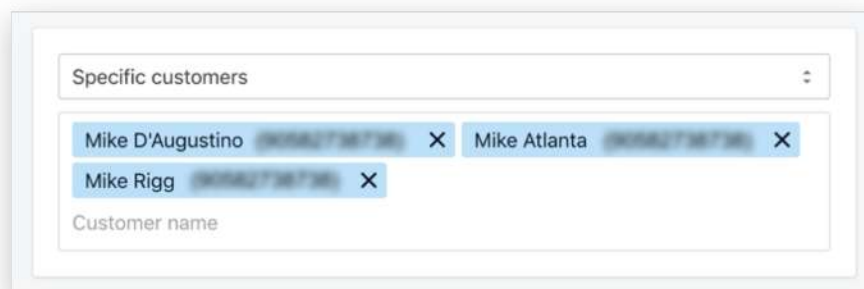 Specific customers
Mike D'Augustino × Mike Atlanta ×
Mike Rigg ×
Customer name